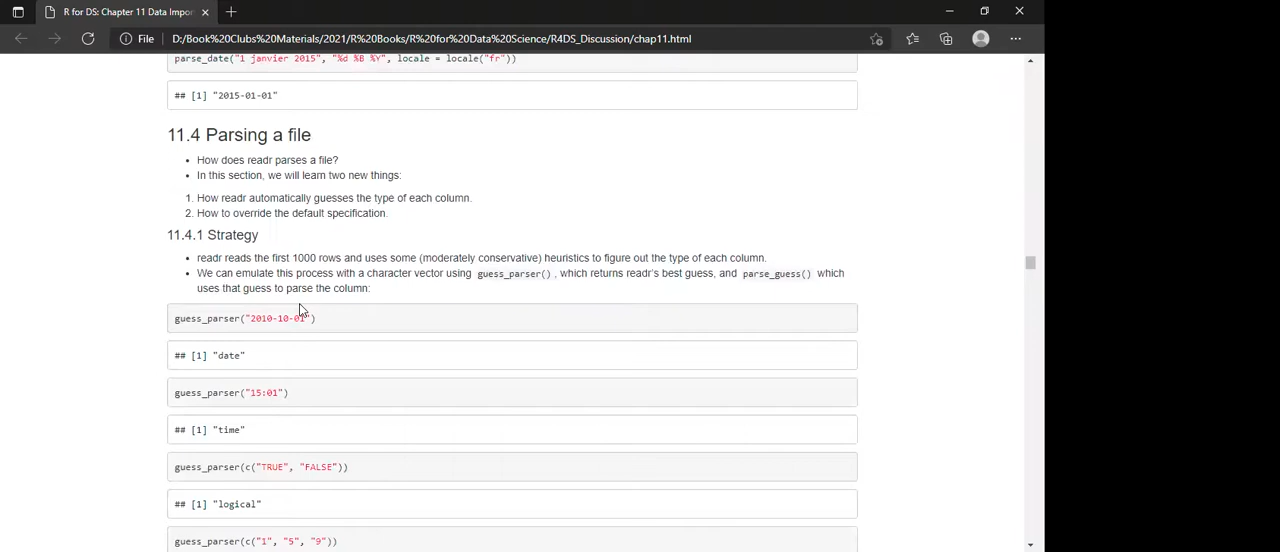 R for DS: Chapter 11 Data Impor
File
D:/Book%20Clubs%20Materials/2021/R%20Books/R%20for%20Data%20Science/R4DS_Discussion/chap11.html
parse_date("1 janvier 2015", "%d %B %Y", locale = locale("fr"))
## [1] "2015-01-01"
11.4 Parsing a file
• How does readr parses a file?
• In this section, we will learn two new things:
1. How readr automatically guesses the type of each column.
2. How to override the default specification.
11.4.1 Strategy
• readr reads the first 1000 rows and uses some (moderately conservative) heuristics to figure out the type of each column.
• We can emulate this process with a character vector using guess_parser(), which returns readr's best guess, and parse_guess() which
uses that guess to parse the column:
guess_parser("2010-10-01")
## [1] "date"
guess_parser("15:01")
## [1] "time"
guess_parser(c("TRUE", "FALSE"))
## [1] "logical"
guess_parser(c("1", "5", "9"))